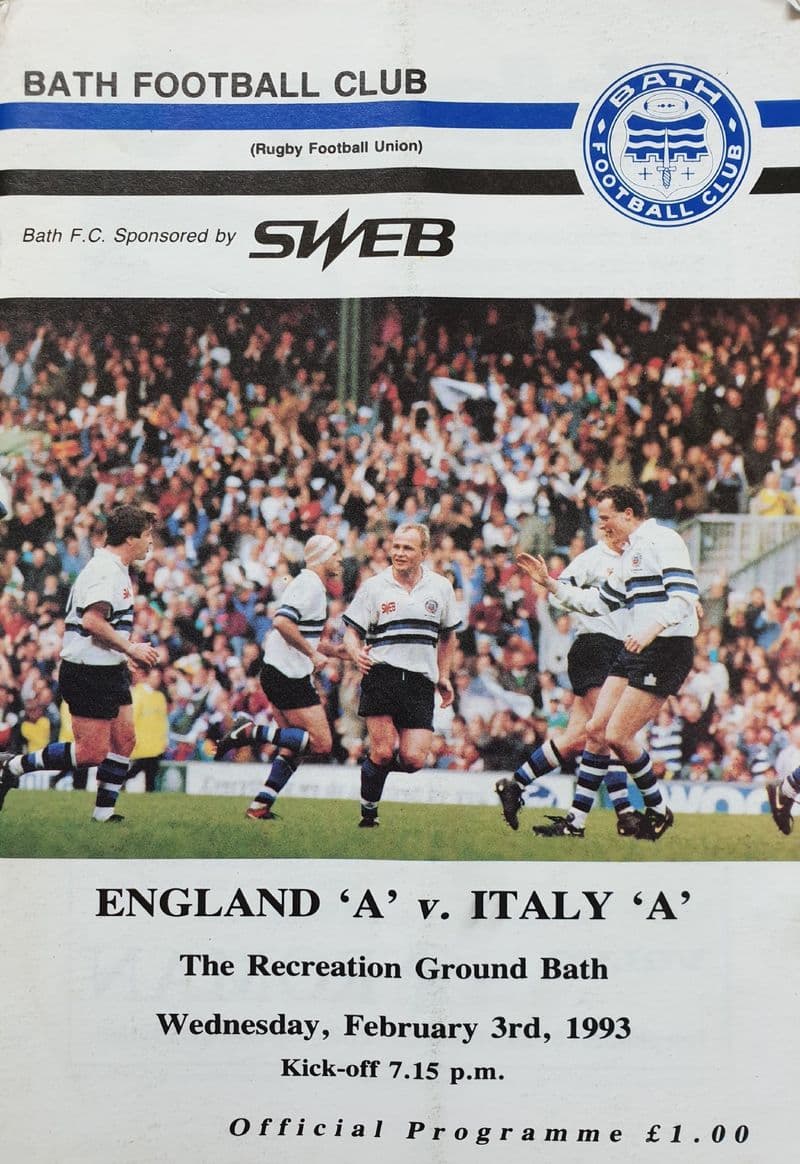 BATH FOOTBALL CLUB
(Rugby Football Union)
BATH
FOOTBALL CLUB
Bath F.C. Sponsored by SWEB
SWEB
ENGLAND ‘A’ v. ITALY ‘A’
The Recreation Ground Bath
Wednesday, February 3rd, 1993
Kick-off 7.15 p.m.
Official Programme £1.00